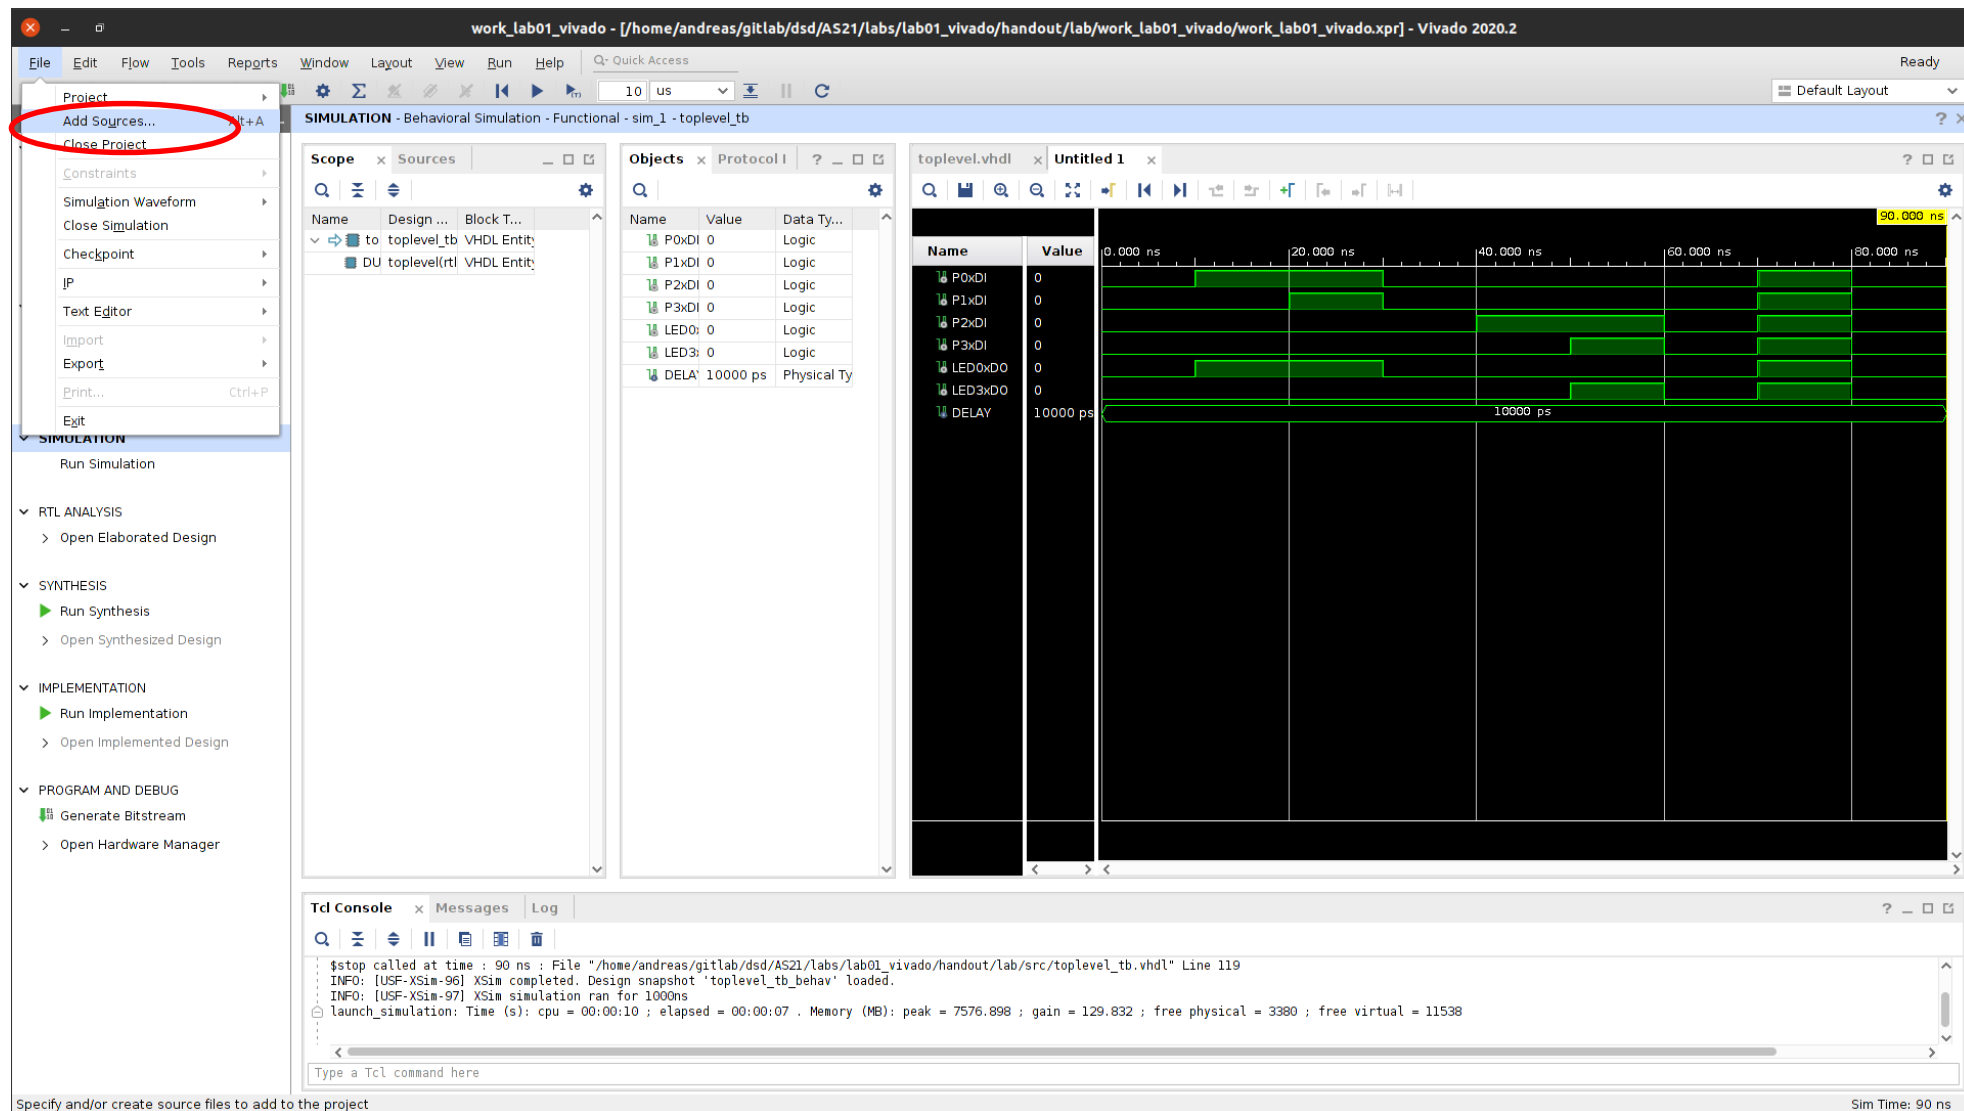 work_lab01_vivado - [/home/andreas/gitlab/dsd/AS21/labs/lab01_vivado/handout/lab/work_lab01_vivado/work_lab01_vivado.xpr] - Vivado 2020.2
File Edit Flow Tools Reports Window Layout View Run Help Quick Access Ready
10 us Default Layout
Project
Add Sources... Alt+A
Close Project
Constraints
Simulation Waveform
Close Simulation
Checkpoint
IP
Text Editor
Import
Export
Print... Ctrl+P
Exit
SIMULATION
Run Simulation
RTL ANALYSIS
Open Elaborated Design
SYNTHESIS
Run Synthesis
Open Synthesized Design
IMPLEMENTATION
Run Implementation
Open Implemented Design
PROGRAM AND DEBUG
Generate Bitstream
Open Hardware Manager
SIMULATION - Behavioral Simulation - Functional - sim_1 - toplevel_tb
Scope Sources
Name Design ... Block T...
to toplevel_tb VHDL Entity
DU toplevel(rtl VHDL Entity
Objects Protocol I
Name Value Data Ty...
P0xDI 0 Logic
P1xDI 0 Logic
P2xDI 0 Logic
P3xDI 0 Logic
LED0x 0 Logic
LED3x 0 Logic
DELAY 10000 ps Physical Ty
toplevel.vhdl Untitled 1
90.000 ns
Name Value 0.000 ns 20.000 ns 40.000 ns 60.000 ns 80.000 ns
P0xDI 0
P1xDI 0
P2xDI 0
P3xDI 0
LED0xDO 0
LED3xDO 0
DELAY 10000 ps 10000 ps
Tcl Console Messages Log
$stop called at time : 90 ns : File "/home/andreas/gitlab/dsd/AS21/labs/lab01_vivado/handout/lab/src/toplevel_tb.vhdl" Line 119
INFO: [USF-XSim-96] XSim completed. Design snapshot 'toplevel_tb_behav' loaded.
INFO: [USF-XSim-97] XSim simulation ran for 1000ns
launch_simulation: Time (s): cpu = 00:00:10 ; elapsed = 00:00:07 . Memory (MB): peak = 7576.898 ; gain = 129.832 ; free physical = 3380 ; free virtual = 11538
Type a Tcl command here
Specify and/or create source files to add to the project Sim Time: 90 ns